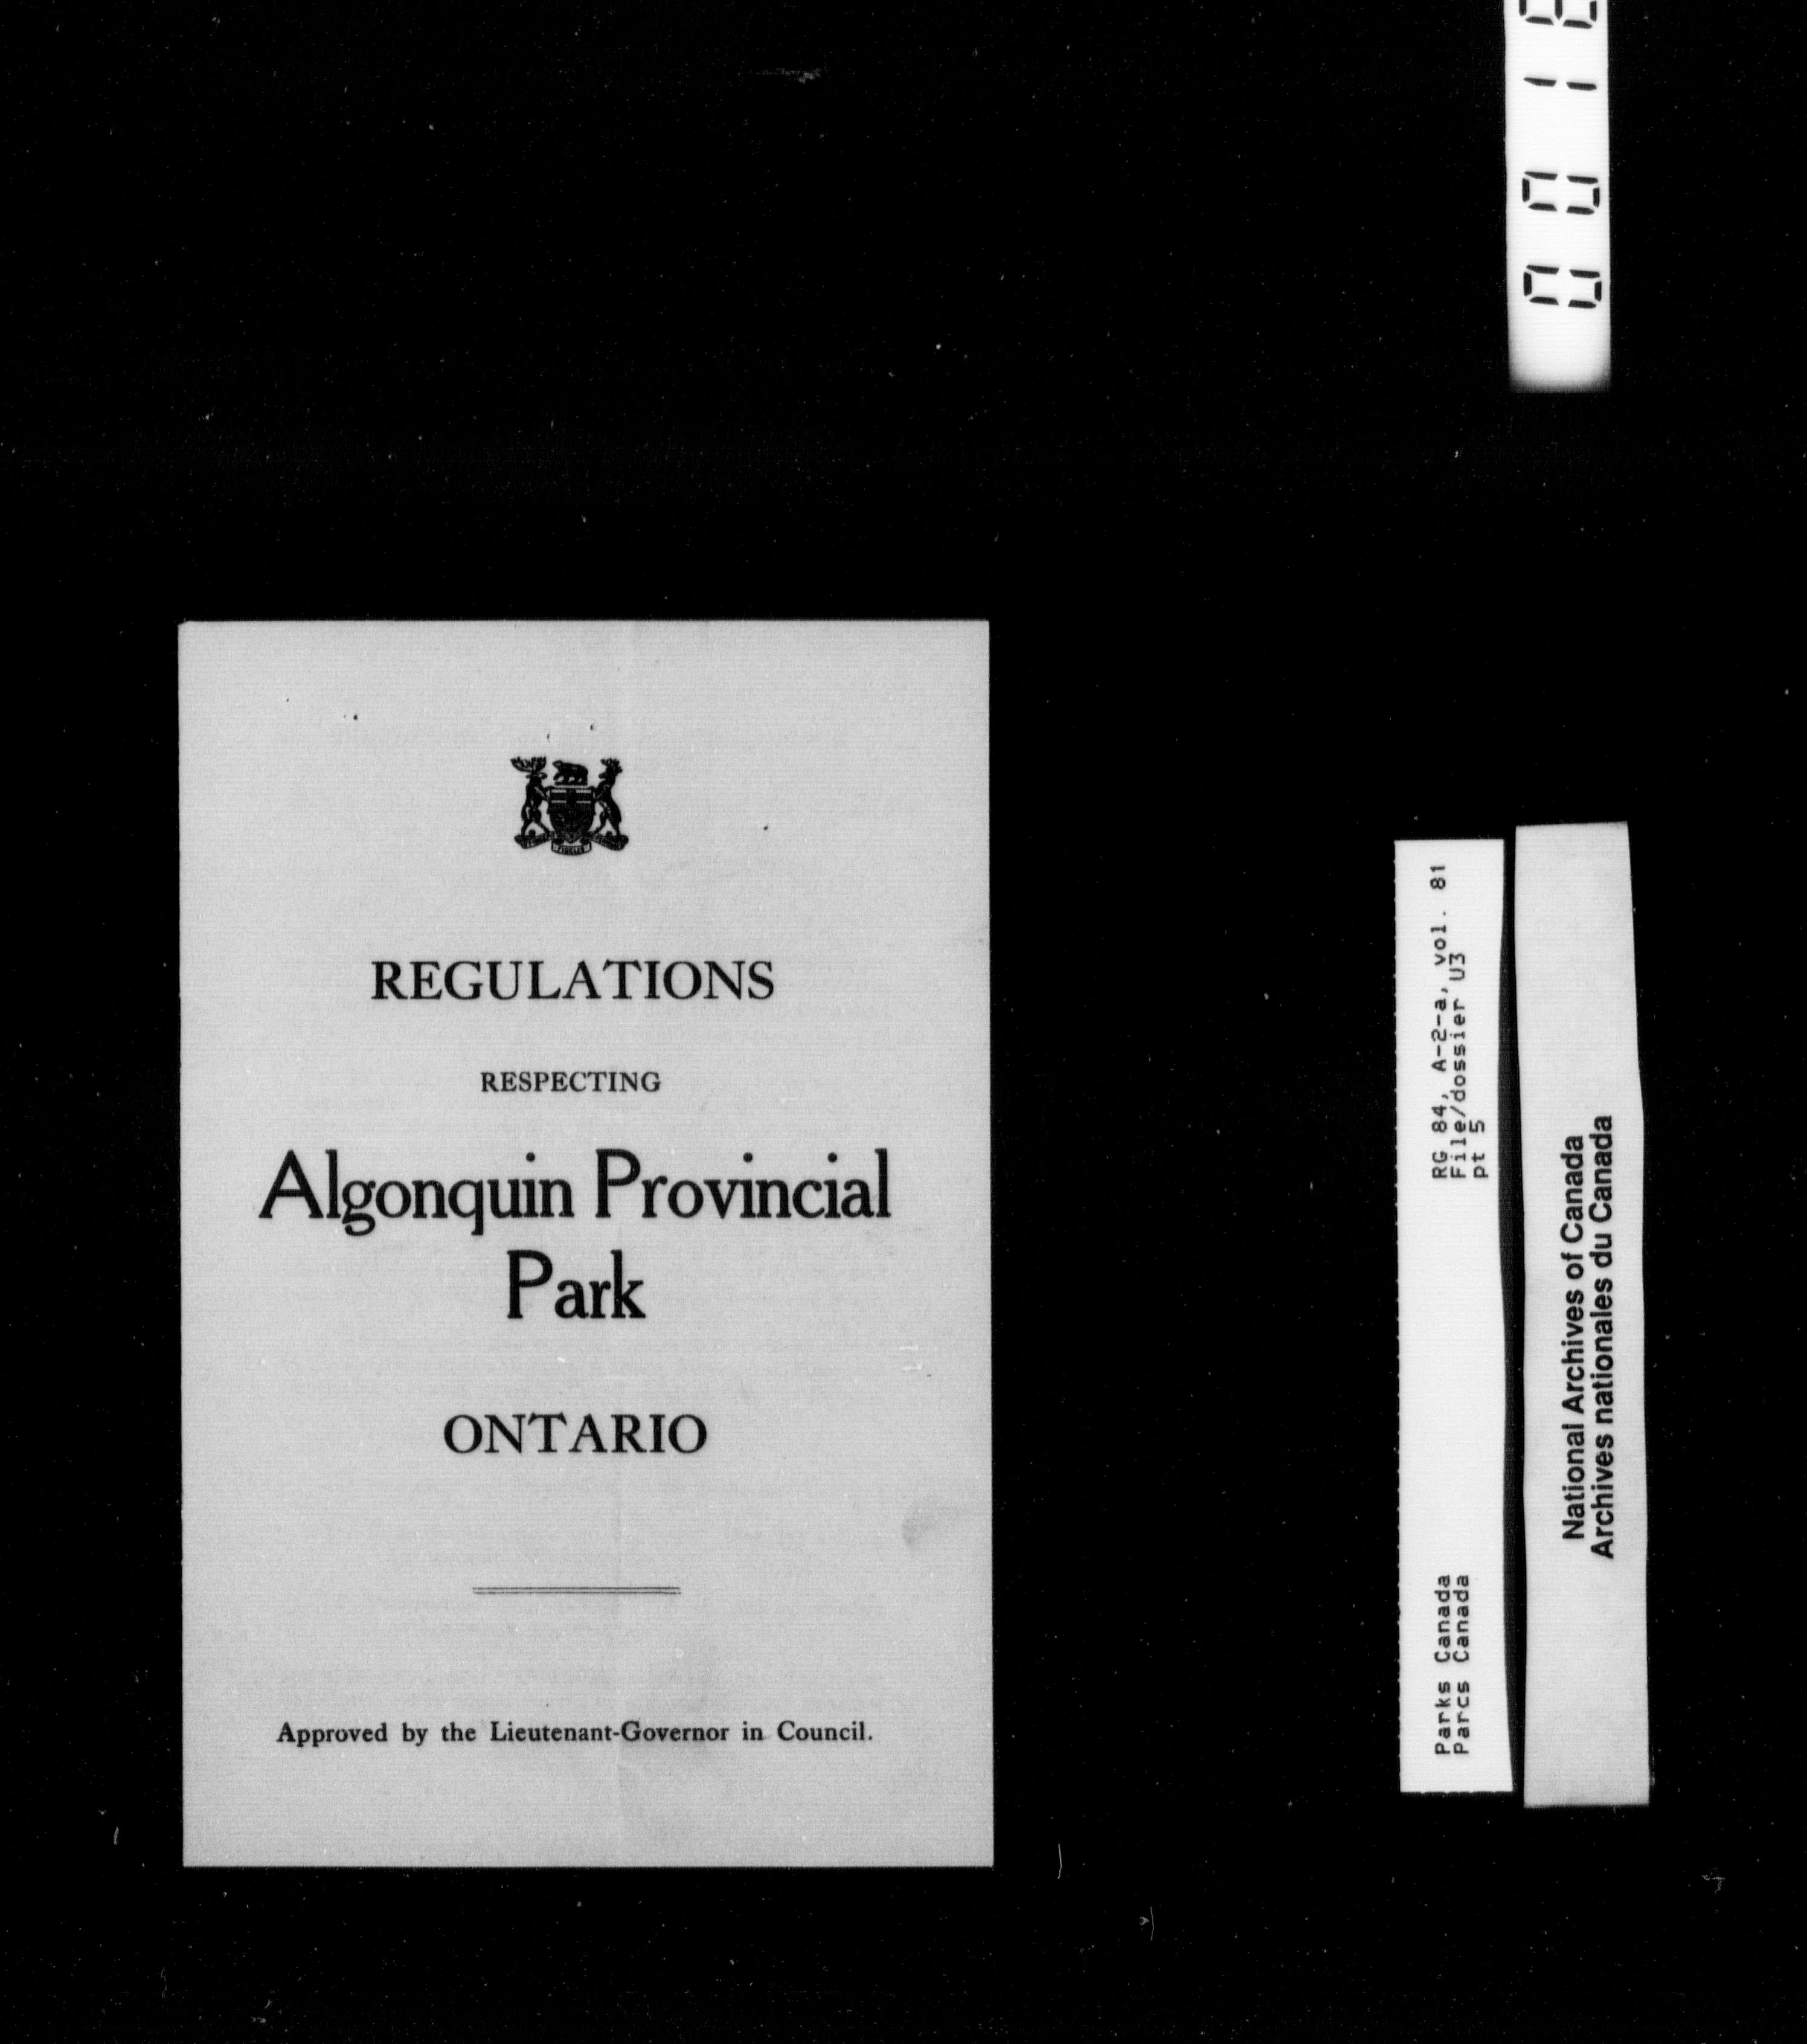 REGULATIONS
RESPECTING
Algonquin Provincial
Park
ONTARIO
Approved by the Lieutenant-Governor in Council.
Parks Canada
Parcs Canada
RG 84, A-2-a, vol. 81
File/dossier U3
pt 5
National Archives of Canada
Archives nationales du Canada